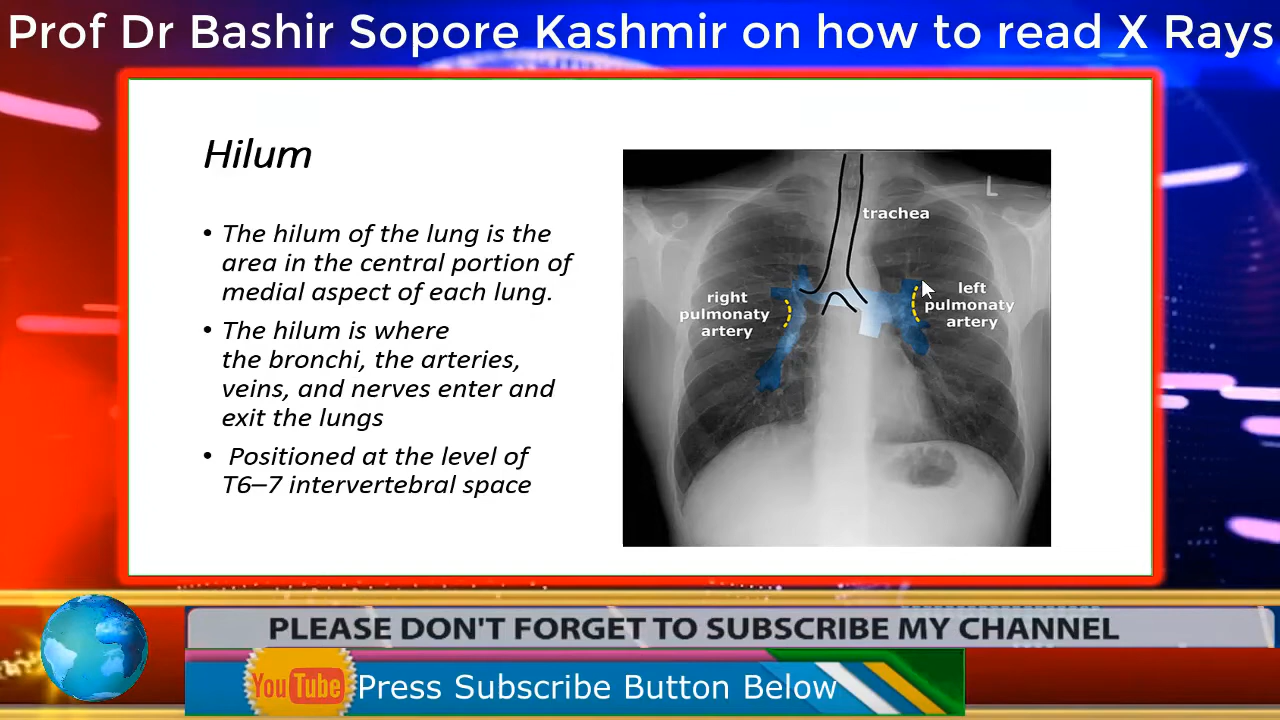 Prof Dr Bashir Sopore Kashmir on how to read X Rays
Hilum
• The hilum of the lung is the
area in the central portion of
medial aspect of each lung.
• The hilum is where
the bronchi, the arteries,
veins, and nerves enter and
exit the lungs
• Positioned at the level of
T6–7 intervertebral space
L
trachea
right
pulmonaty
artery
left
pulmonaty
artery
PLEASE DON'T FORGET TO SUBSCRIBE MY CHANNEL
YouTube
Press Subscribe Button Below